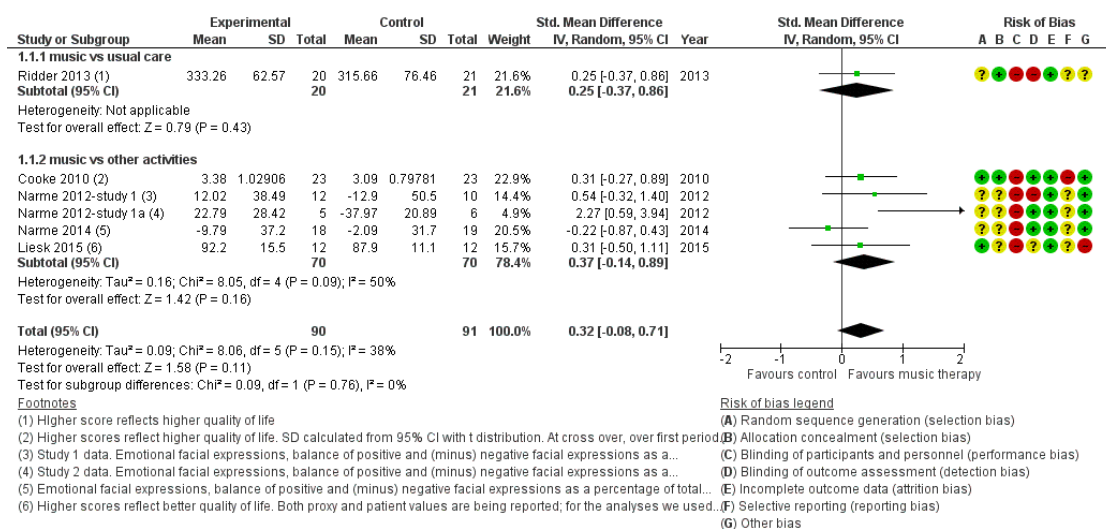 Experimental Control Std. Mean Difference Std. Mean Difference Risk of Bias
Study or Subgroup Mean SD Total Mean SD Total Weight IV, Random, 95% CI Year IV, Random, 95% CI A B C D E F G
1.1.1 music vs usual care
Ridder 2013 (1) 333.26 62.57 20 315.66 76.46 21 21.6% 0.25 [-0.37, 0.86] 2013 ? + - - + ? ?
Subtotal (95% CI) 20 21 21.6% 0.25 [-0.37, 0.86]
Heterogeneity: Not applicable
Test for overall effect: Z = 0.79 (P = 0.43)
1.1.2 music vs other activities
Cooke 2010 (2) 3.38 1.02906 23 3.09 0.79781 23 22.9% 0.31 [-0.27, 0.89] 2010 + + - + + - +
Narme 2012-study 1 (3) 12.02 38.49 12 -12.9 50.5 10 14.4% 0.54 [-0.32, 1.40] 2012 ? ? - - + ? +
Narme 2012-study 1a (4) 22.79 28.42 5 -37.97 20.89 6 4.9% 2.27 [0.59, 3.94] 2012 ? ? - + + ? +
Narme 2014 (5) -9.79 37.2 18 -2.09 31.7 19 20.5% -0.22 [-0.87, 0.43] 2014 + ? - + + ? +
Liesk 2015 (6) 92.2 15.5 12 87.9 11.1 12 15.7% 0.31 [-0.50, 1.11] 2015 + ? - ? + ? -
Subtotal (95% CI) 70 70 78.4% 0.37 [-0.14, 0.89]
Heterogeneity: Tau² = 0.16; Chi² = 8.05, df = 4 (P = 0.09); I² = 50%
Test for overall effect: Z = 1.42 (P = 0.16)
Total (95% CI) 90 91 100.0% 0.32 [-0.08, 0.71]
Heterogeneity: Tau² = 0.09; Chi² = 8.06, df = 5 (P = 0.15); I² = 38%
Test for overall effect: Z = 1.58 (P = 0.11)
Test for subgroup differences: Chi² = 0.09, df = 1 (P = 0.76), I² = 0%
-2 -1 0 1 2
Favours control Favours music therapy
Footnotes
(1) Higher score reflects higher quality of life
(2) Higher scores reflect higher quality of life. SD calculated from 95% CI with t distribution. At cross over, over first period...
(3) Study 1 data. Emotional facial expressions, balance of positive and (minus) negative facial expressions as a...
(4) Study 2 data. Emotional facial expressions, balance of positive and (minus) negative facial expressions as a...
(5) Emotional facial expressions, balance of positive and (minus) negative facial expressions as a percentage of total...
(6) Higher scores reflect better quality of life. Both proxy and patient values are being reported; for the analyses we used...
Risk of bias legend
(A) Random sequence generation (selection bias)
(B) Allocation concealment (selection bias)
(C) Blinding of participants and personnel (performance bias)
(D) Blinding of outcome assessment (detection bias)
(E) Incomplete outcome data (attrition bias)
(F) Selective reporting (reporting bias)
(G) Other bias